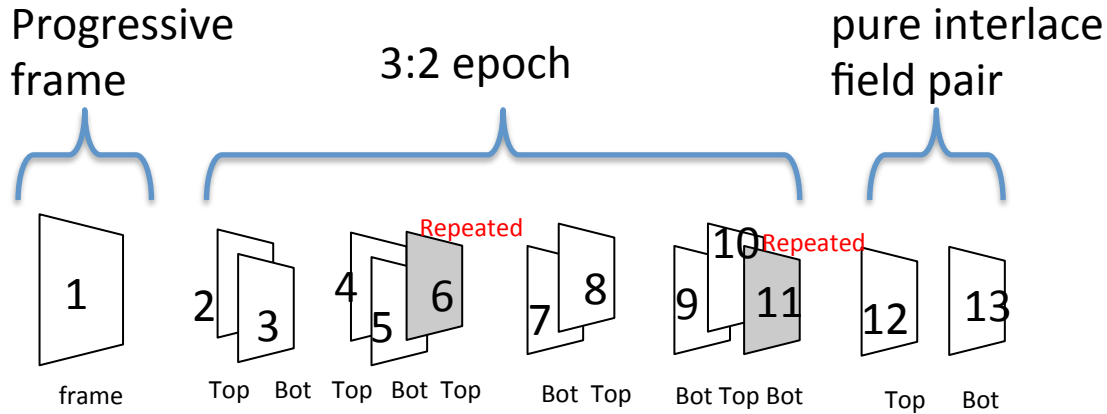 Progressive
frame
3:2 epoch
pure interlace
field pair
Repeated
Repeated
1
2
3
4
5
6
7
8
9
10
11
12
13
frame
Top Bot Top Bot Top Bot Top Bot Top Bot Top Bot